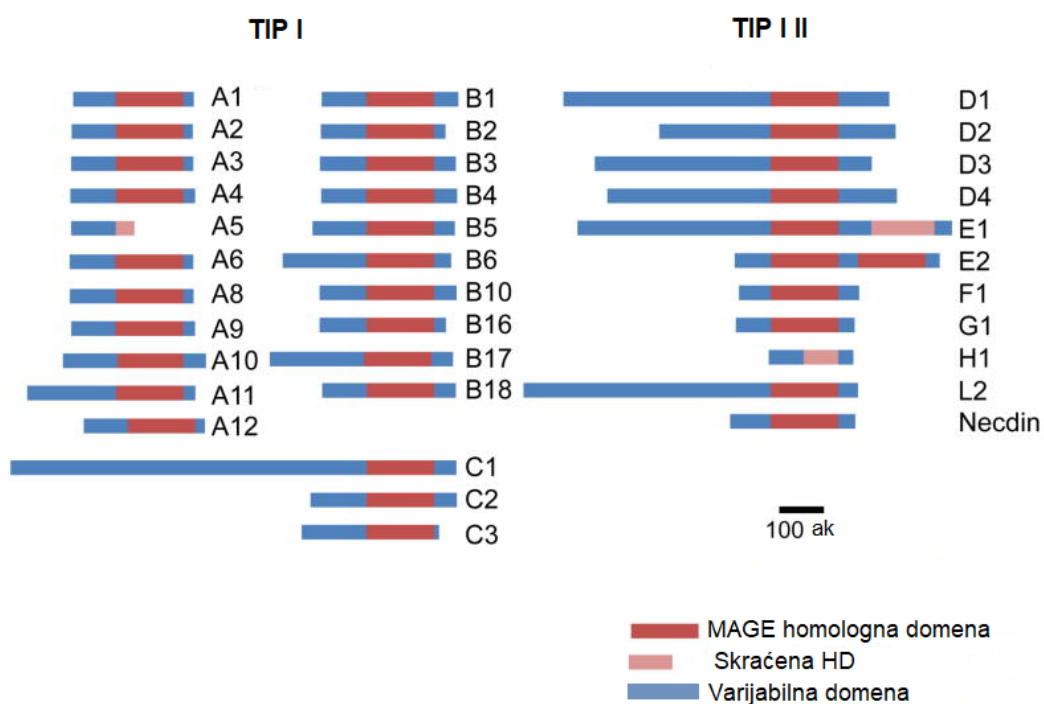 TIP I
TIP I II
A1
A2
A3
A4
A5
A6
A8
A9
A10
A11
A12
B1
B2
B3
B4
B5
B6
B10
B16
B17
B18
C1
C2
C3
D1
D2
D3
D4
E1
E2
F1
G1
H1
L2
Necdin
100 ak
MAGE homologna domena
Skraćena HD
Varijabilna domena